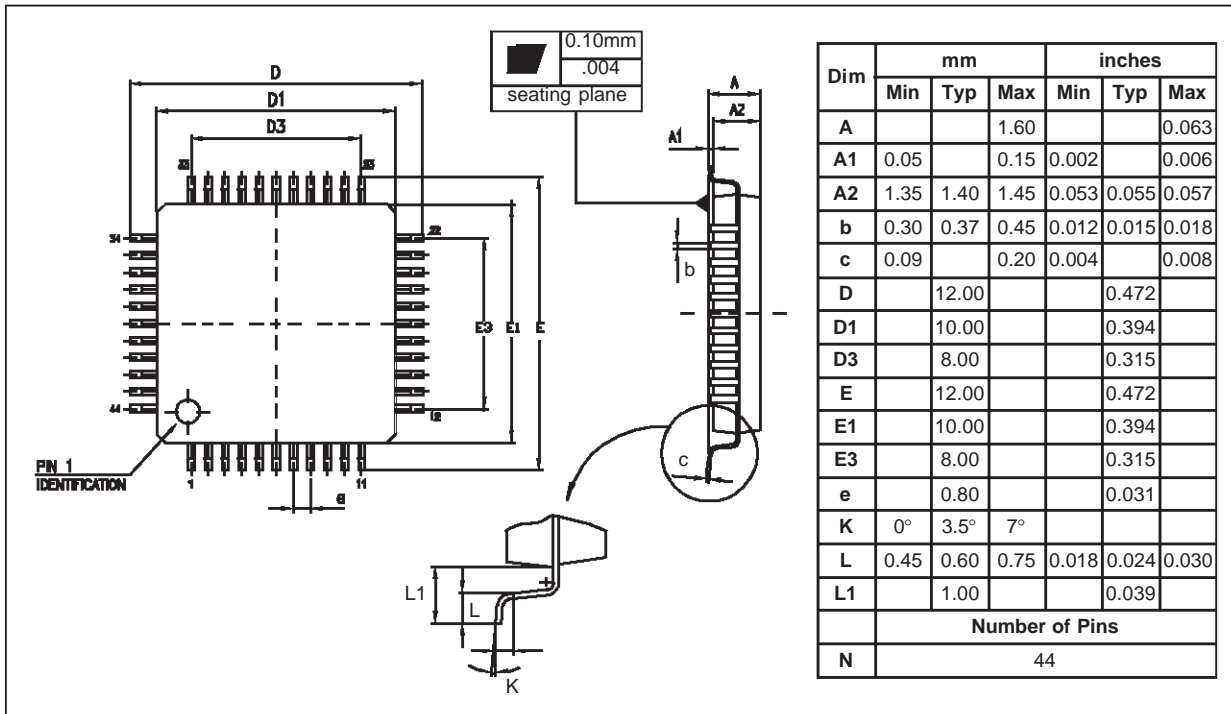 0.10mm
.004
seating plane
D
D1
D3
A
A2
A1
33
23
34
22
E3
E1
E
b
44
12
PIN 1
IDENTIFICATION
1
11
e
c
L1
L
K
Dim mm inches
Min Typ Max Min Typ Max
A 1.60 0.063
A1 0.05 0.15 0.002 0.006
A2 1.35 1.40 1.45 0.053 0.055 0.057
b 0.30 0.37 0.45 0.012 0.015 0.018
c 0.09 0.20 0.004 0.008
D 12.00 0.472
D1 10.00 0.394
D3 8.00 0.315
E 12.00 0.472
E1 10.00 0.394
E3 8.00 0.315
e 0.80 0.031
K 0° 3.5° 7°
L 0.45 0.60 0.75 0.018 0.024 0.030
L1 1.00 0.039
Number of Pins
N 44